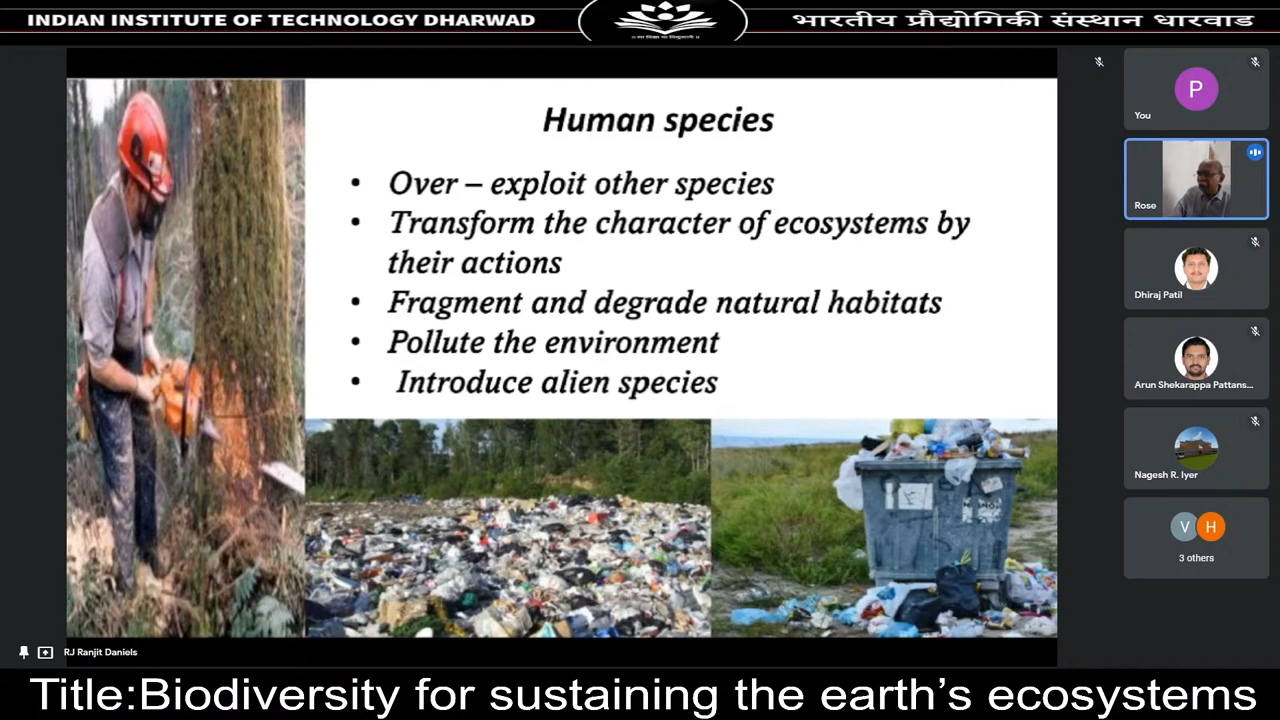 INDIAN INSTITUTE OF TECHNOLOGY DHARWAD
भारतीय प्रौद्योगिकी संस्थान धारवाड
Human species
• Over – exploit other species
• Transform the character of ecosystems by
their actions
• Fragment and degrade natural habitats
• Pollute the environment
• Introduce alien species
P
You
Rose
Dhiraj Patil
Arun Shekarappa Pattans...
Nagesh R. Iyer
V H
3 others
RJ Ranjit Daniels
Title:Biodiversity for sustaining the earth’s ecosystems